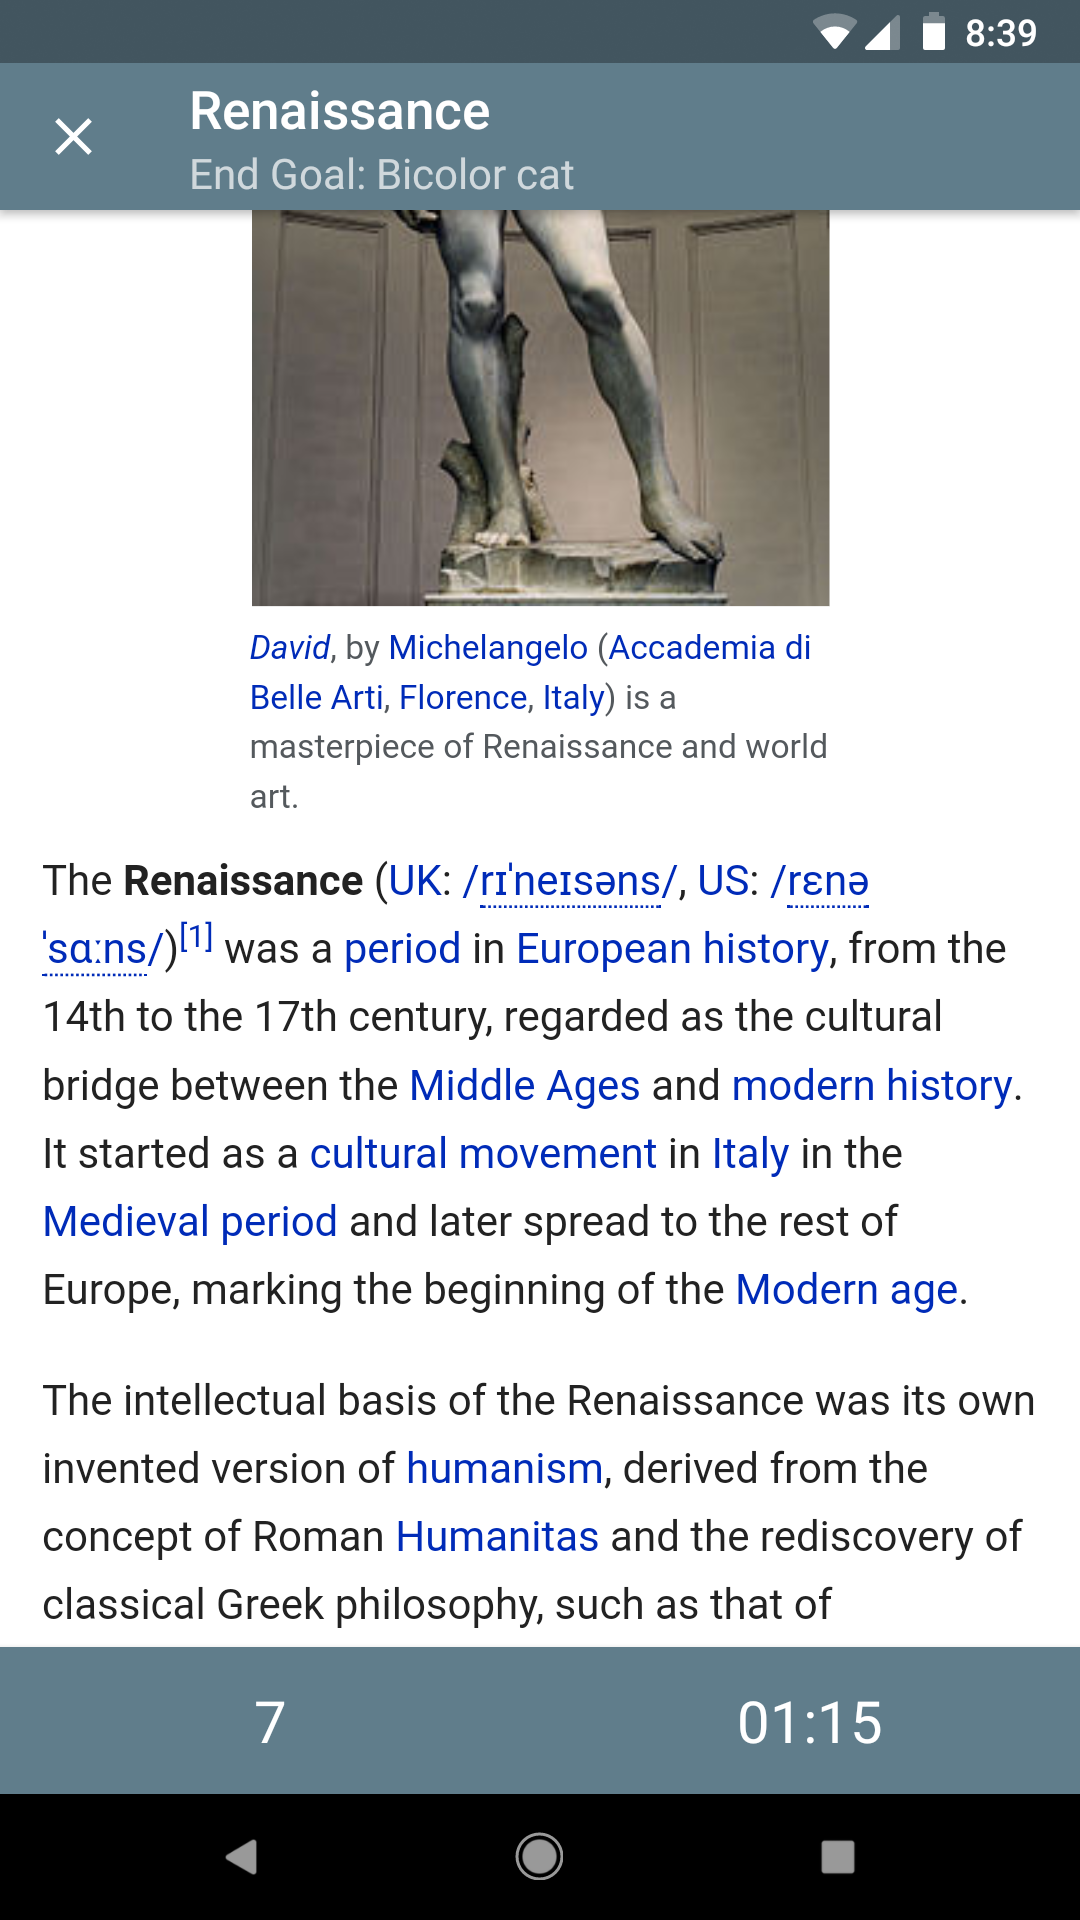 8:39
Renaissance
End Goal: Bicolor cat
David, by Michelangelo (Accademia di
Belle Arti, Florence, Italy) is a
masterpiece of Renaissance and world
art.
The Renaissance (UK: /rɪˈneɪsəns/, US: /rɛnə
ˈsɑːns/)[1] was a period in European history, from the
14th to the 17th century, regarded as the cultural
bridge between the Middle Ages and modern history.
It started as a cultural movement in Italy in the
Medieval period and later spread to the rest of
Europe, marking the beginning of the Modern age.
The intellectual basis of the Renaissance was its own
invented version of humanism, derived from the
concept of Roman Humanitas and the rediscovery of
classical Greek philosophy, such as that of
7
01:15